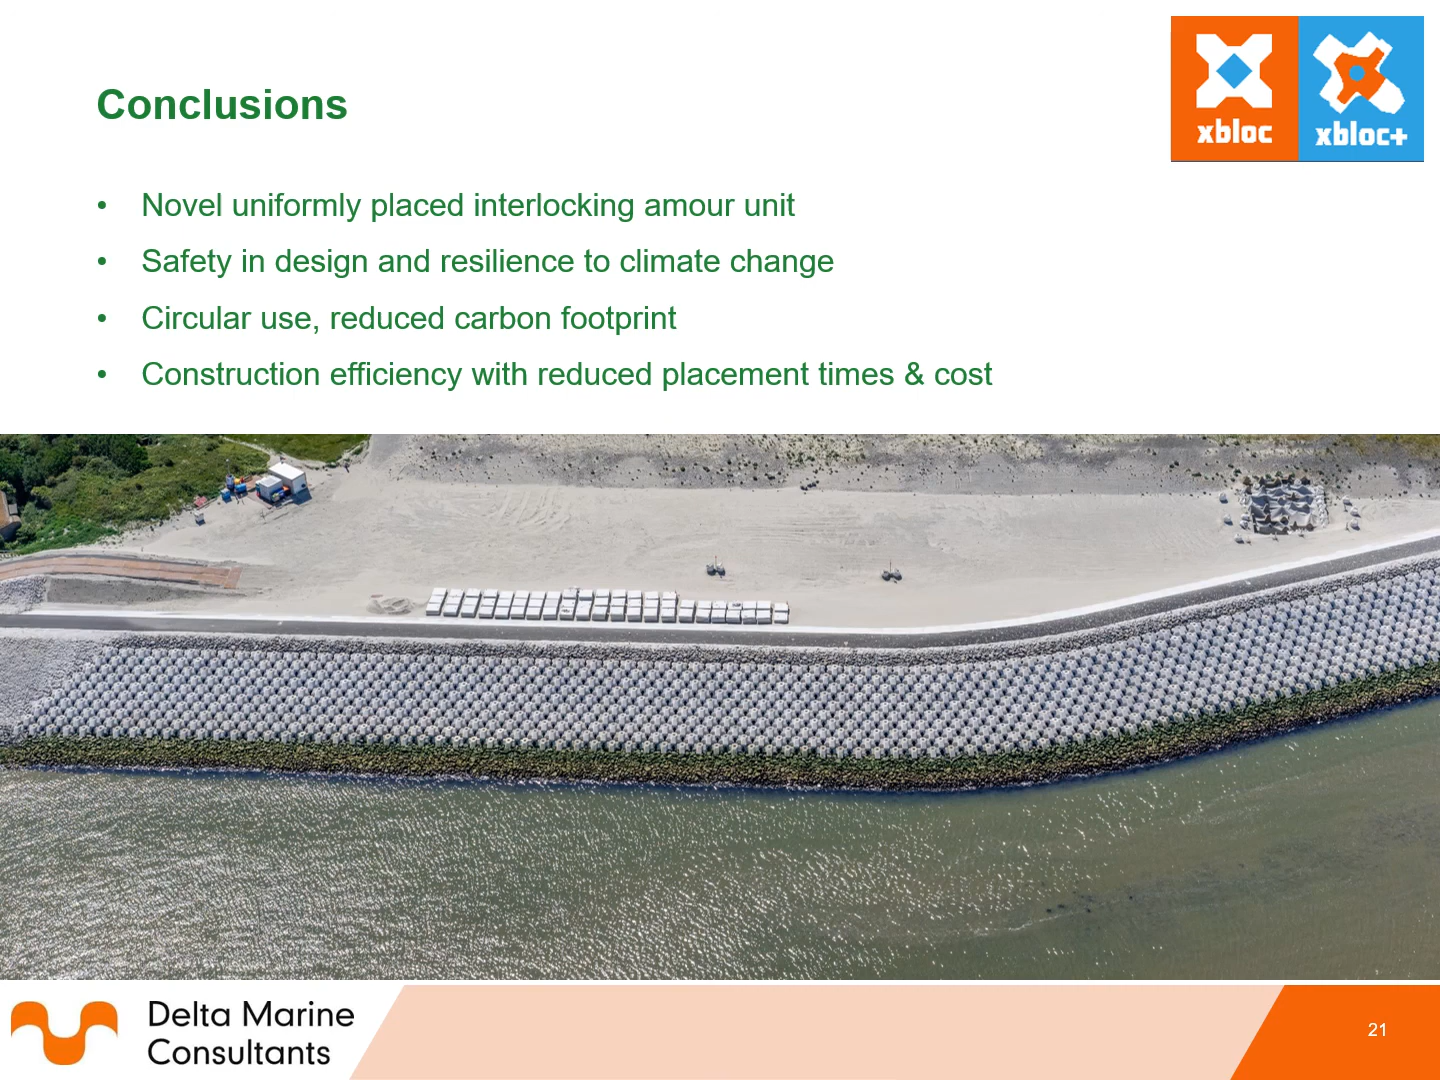 xbloc
xbloc+
Conclusions
• Novel uniformly placed interlocking amour unit
• Safety in design and resilience to climate change
• Circular use, reduced carbon footprint
• Construction efficiency with reduced placement times & cost
Delta Marine
Consultants
21